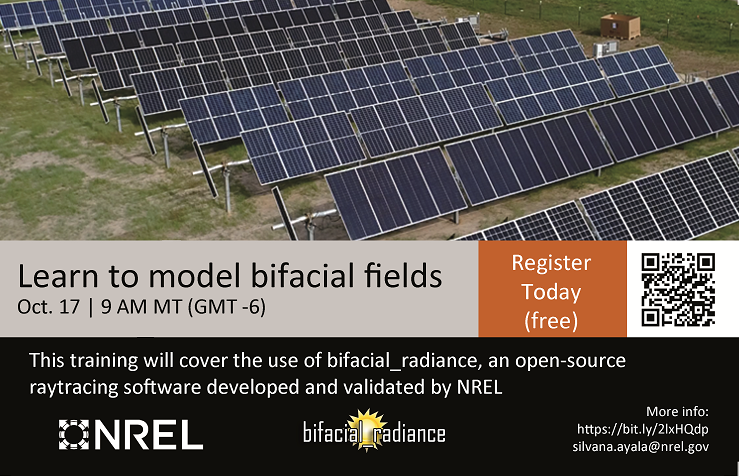 Learn to model bifacial fields
Oct. 17 | 9 AM MT (GMT -6)
Register
Today
(free)
This training will cover the use of bifacial_radiance, an open-source
raytracing software developed and validated by NREL
NREL
bifacial_radiance
More info:
https://bit.ly/2lxHQdp
silvana.ayala@nrel.gov